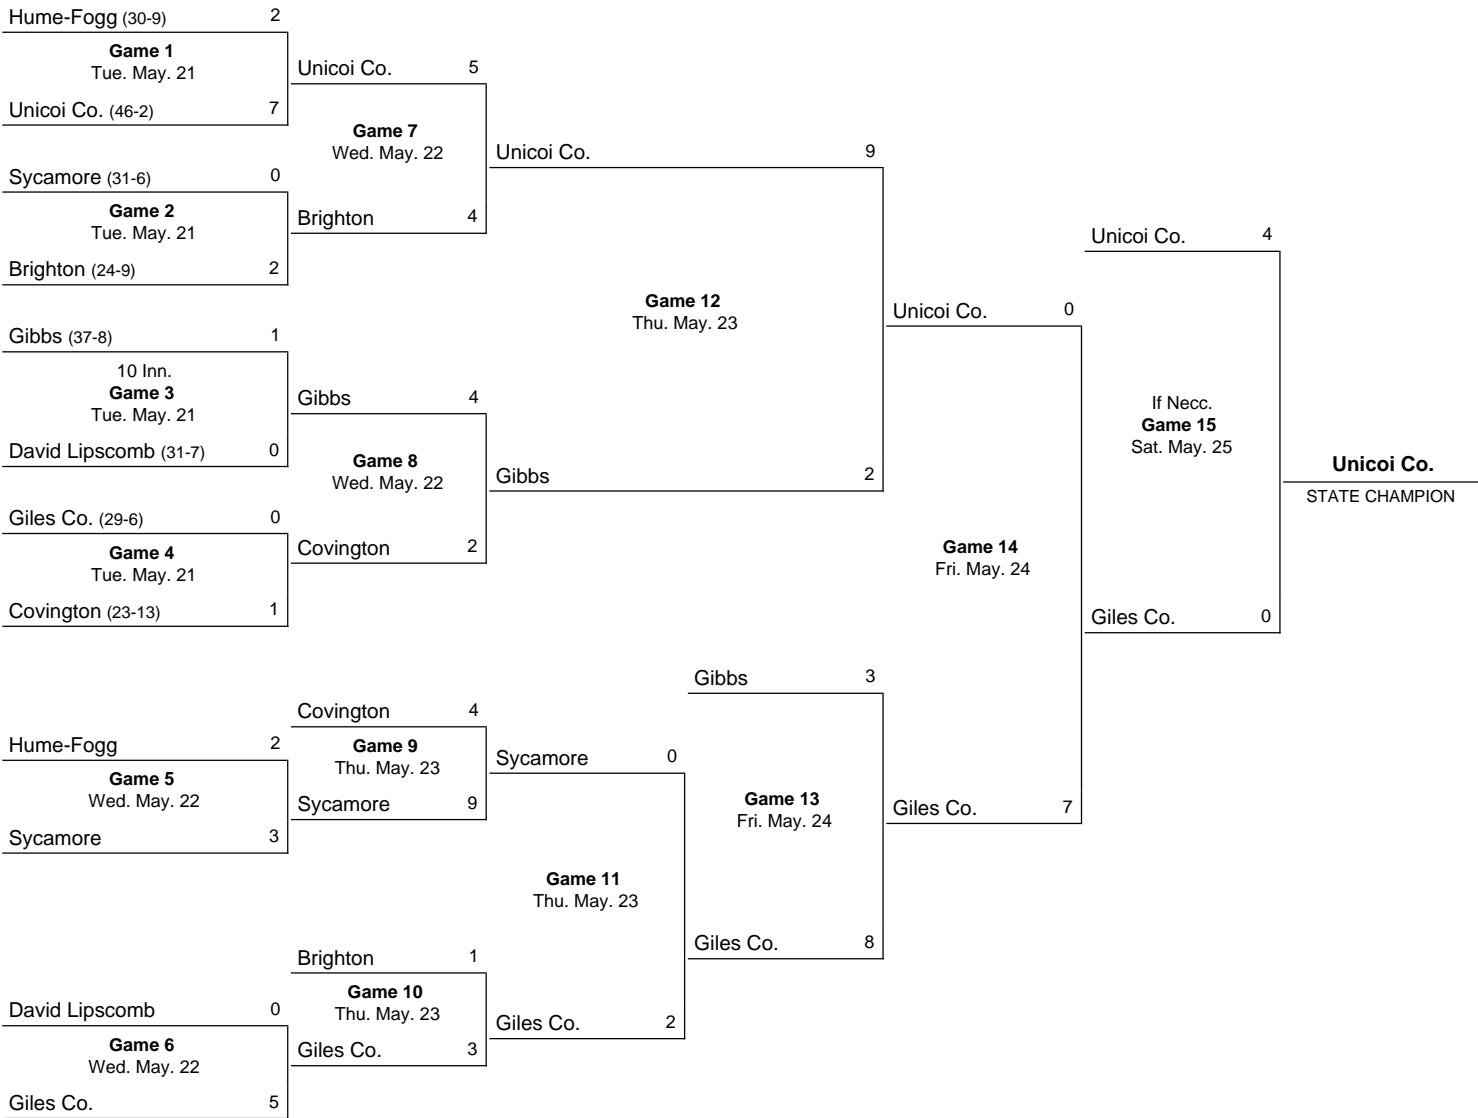 Hume-Fogg (30-9) 2
Game 1
Tue. May. 21
Unicoi Co. (46-2) 7
Sycamore (31-6) 0
Game 2
Tue. May. 21
Brighton (24-9) 2
Gibbs (37-8) 1
10 Inn.
Game 3
Tue. May. 21
David Lipscomb (31-7) 0
Giles Co. (29-6) 0
Game 4
Tue. May. 21
Covington (23-13) 1
Hume-Fogg 2
Game 5
Wed. May. 22
Sycamore 3
David Lipscomb 0
Game 6
Wed. May. 22
Giles Co. 5
Unicoi Co. 5
Game 7
Wed. May. 22
Brighton 4
Gibbs 4
Game 8
Wed. May. 22
Covington 2
Covington 4
Game 9
Thu. May. 23
Sycamore 9
Brighton 1
Game 10
Thu. May. 23
Giles Co. 3
Unicoi Co. 9
Game 12
Thu. May. 23
Gibbs 2
Sycamore 0
Game 11
Thu. May. 23
Giles Co. 2
Gibbs 3
Game 13
Fri. May. 24
Giles Co. 8
Unicoi Co. 0
Game 14
Fri. May. 24
Giles Co. 7
Unicoi Co. 4
If Necc.
Game 15
Sat. May. 25
Giles Co. 0
Unicoi Co.
STATE CHAMPION